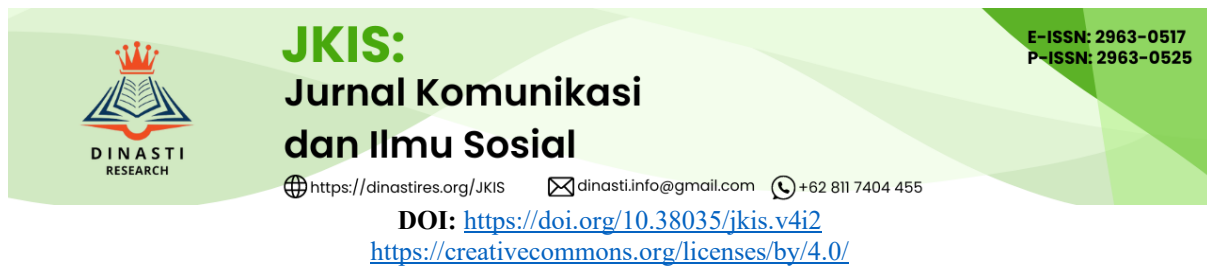 JKIS:
Jurnal Komunikasi
dan Ilmu Sosial
E-ISSN: 2963-0517
P-ISSN: 2963-0525
DINASTI
RESEARCH
https://dinastires.org/JKIS dinasti.info@gmail.com +62 811 7404 455
DOI: https://doi.org/10.38035/jkis.v4i2
https://creativecommons.org/licenses/by/4.0/